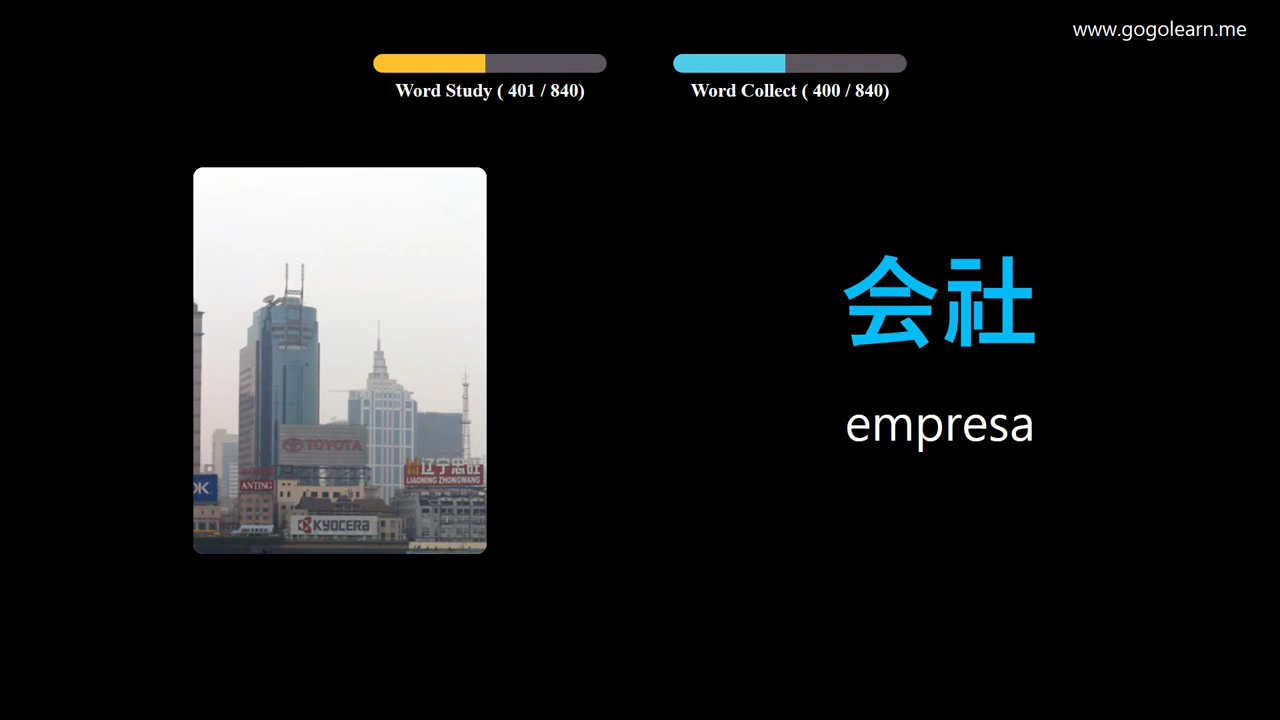 www.gogolearn.me
Word Study ( 401 / 840)
Word Collect ( 400 / 840)
会社
empresa
TOYOTA
辽宁忠旺
LIAONING ZHONGWANG
OK
ANTING
KYOCERA